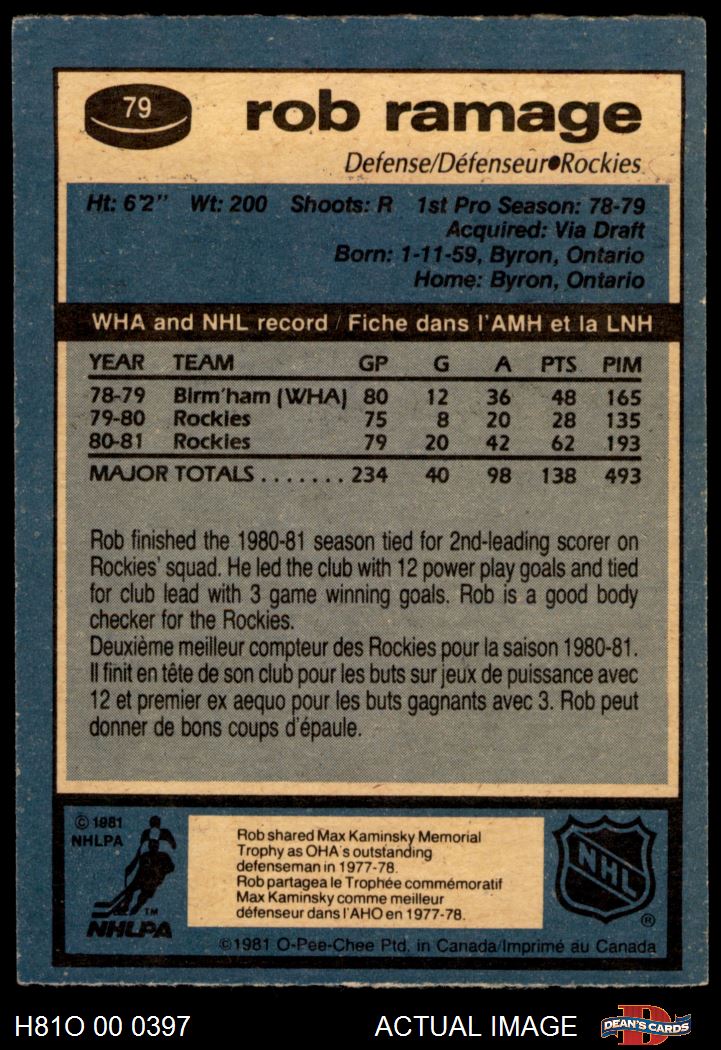 79
rob ramage
Defense/Défenseur●Rockies
Ht: 6'2" Wt: 200 Shoots: R 1st Pro Season: 78-79
Acquired: Via Draft
Born: 1-11-59, Byron, Ontario
Home: Byron, Ontario
WHA and NHL record / Fiche dans l'AMH et la LNH
YEAR TEAM GP G A PTS PIM
78-79 Birm'ham (WHA) 80 12 36 48 165
79-80 Rockies 75 8 20 28 135
80-81 Rockies 79 20 42 62 193
MAJOR TOTALS ....... 234 40 98 138 493
Rob finished the 1980-81 season tied for 2nd-leading scorer on
Rockies' squad. He led the club with 12 power play goals and tied
for club lead with 3 game winning goals. Rob is a good body
checker for the Rockies.
Deuxième meilleur compteur des Rockies pour la saison 1980-81.
Il finit en tête de son club pour les buts sur jeux de puissance avec
12 et premier ex aequo pour les buts gagnants avec 3. Rob peut
donner de bons coups d'épaule.
© 1981
NHLPA
TM
NHLPA
Rob shared Max Kaminsky Memorial
Trophy as OHA's outstanding
defenseman in 1977-78.
Rob partagea le Trophée commémoratif
Max Kaminsky comme meilleur
défenseur dans l'AHO en 1977-78.
NHL
®
©1981 O-Pee-Chee Ptd, in Canada/Imprimé au Canada
H81O 00 0397 ACTUAL IMAGE
D
DEAN'S CARDS